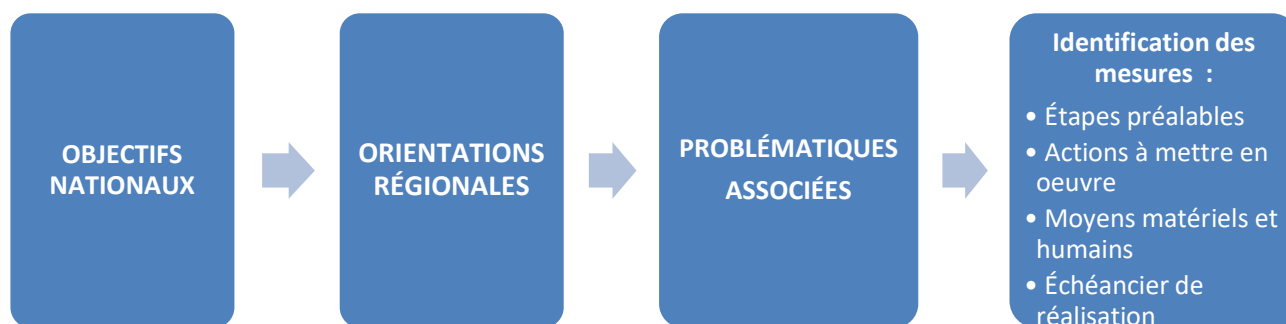 OBJECTIFS
NATIONAUX
ORIENTATIONS
RÉGIONALES
PROBLÉMATIQUES
ASSOCIÉES
Identification des
mesures :
• Étapes préalables
• Actions à mettre en
oeuvre
• Moyens matériels et
humains
• Échéancier de
réalisation